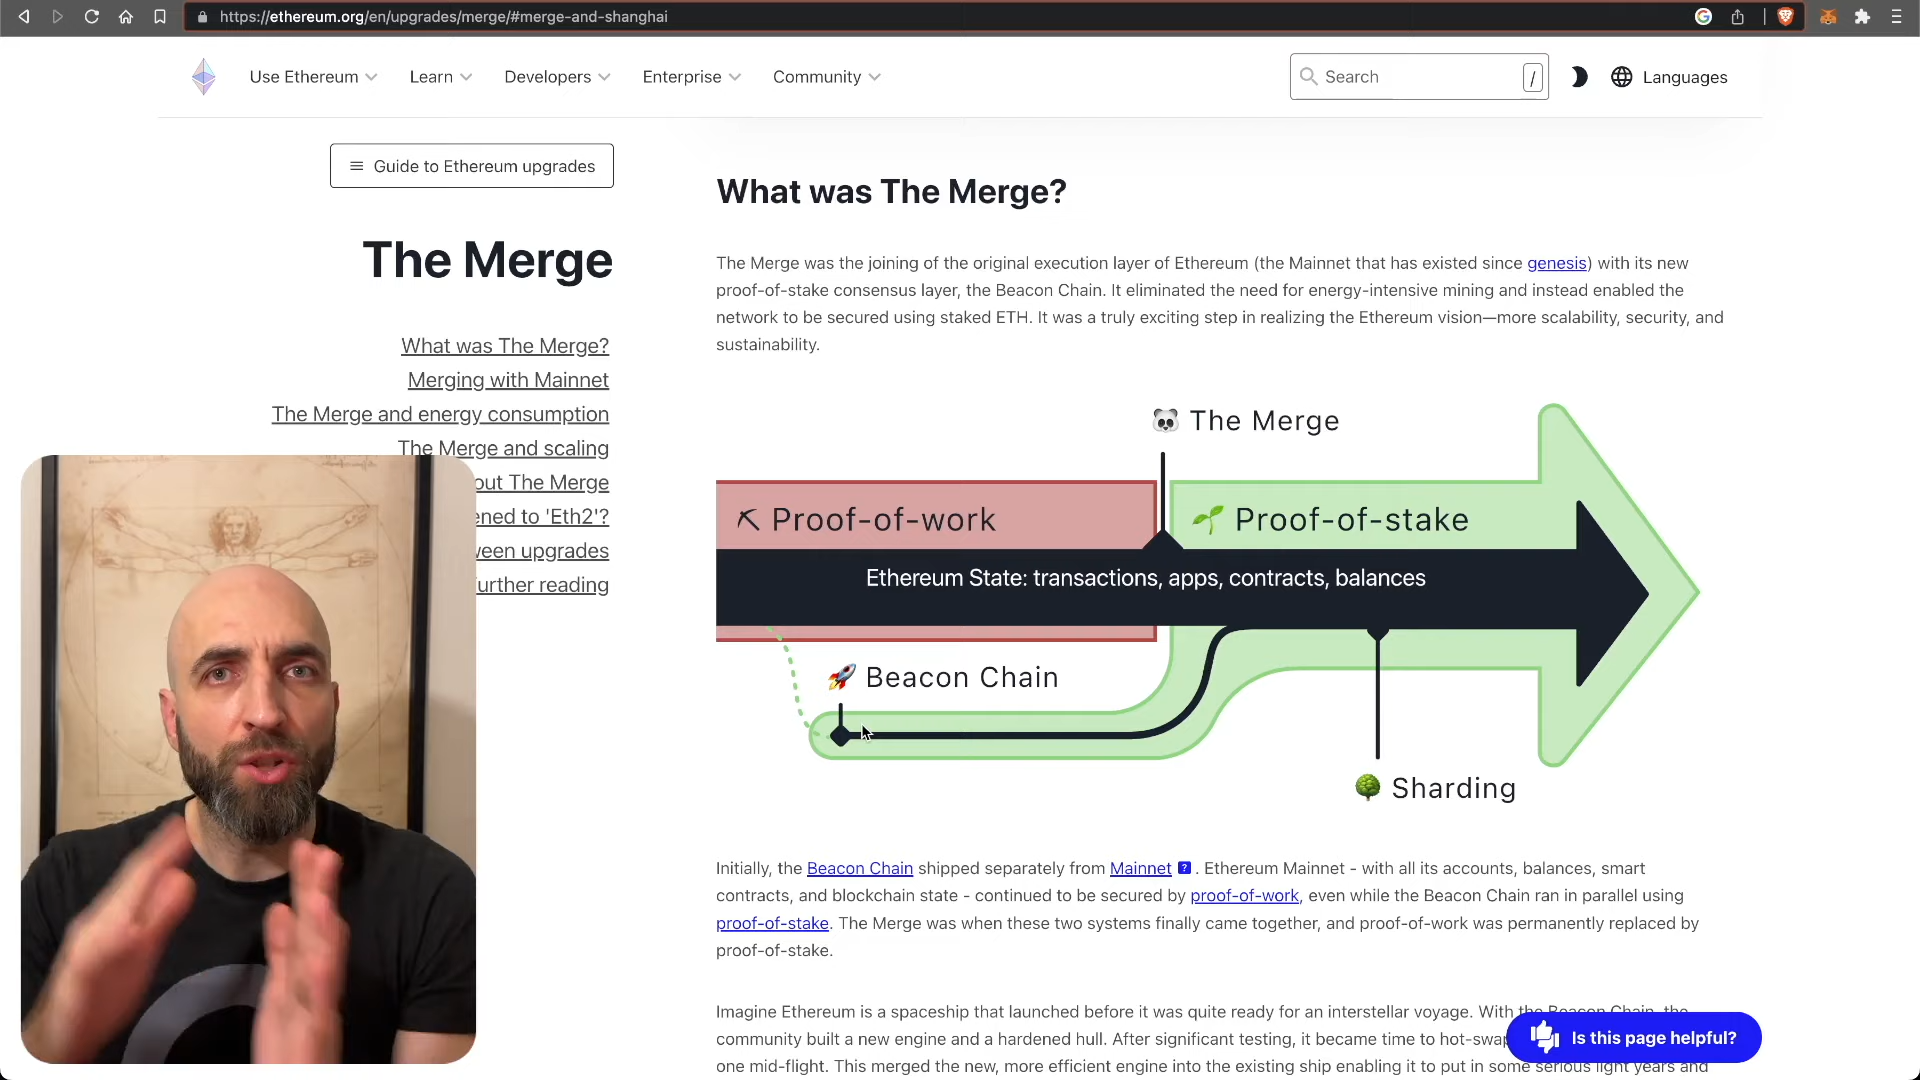 https://ethereum.org/en/upgrades/merge/#merge-and-shanghai
Use Ethereum
Learn
Developers
Enterprise
Community
Search
/
Languages
Guide to Ethereum upgrades
The Merge
What was The Merge?
Merging with Mainnet
The Merge and energy consumption
The Merge and scaling
out The Merge
ened to 'Eth2'?
ween upgrades
urther reading
What was The Merge?
The Merge was the joining of the original execution layer of Ethereum (the Mainnet that has existed since genesis) with its new
proof-of-stake consensus layer, the Beacon Chain. It eliminated the need for energy-intensive mining and instead enabled the
network to be secured using staked ETH. It was a truly exciting step in realizing the Ethereum vision—more scalability, security, and
sustainability.
🐼 The Merge
⛏ Proof-of-work
🌱 Proof-of-stake
Ethereum State: transactions, apps, contracts, balances
🚀 Beacon Chain
🌳 Sharding
Initially, the Beacon Chain shipped separately from Mainnet ? . Ethereum Mainnet - with all its accounts, balances, smart
contracts, and blockchain state - continued to be secured by proof-of-work, even while the Beacon Chain ran in parallel using
proof-of-stake. The Merge was when these two systems finally came together, and proof-of-work was permanently replaced by
proof-of-stake.
Imagine Ethereum is a spaceship that launched before it was quite ready for an interstellar voyage. With the Beacon Chain, the
community built a new engine and a hardened hull. After significant testing, it became time to hot-swap
one mid-flight. This merged the new, more efficient engine into the existing ship enabling it to put in some serious light years and
Is this page helpful?